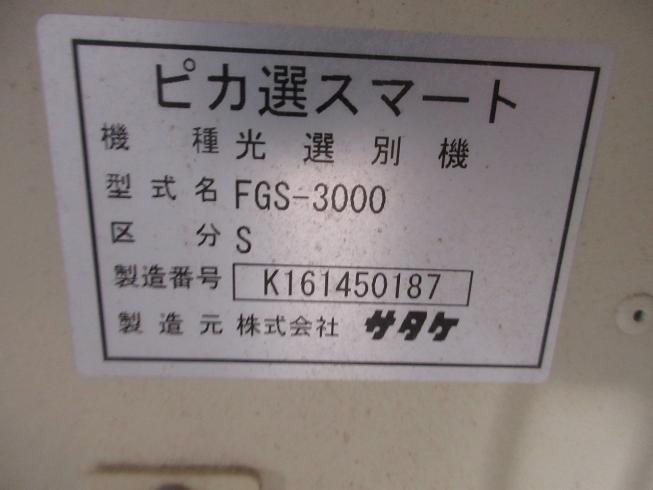 ピカ選スマート
機種 光選別機
型式名 FGS-3000
区分 S
製造番号 K161450187
製造元 株式会社 サタケ